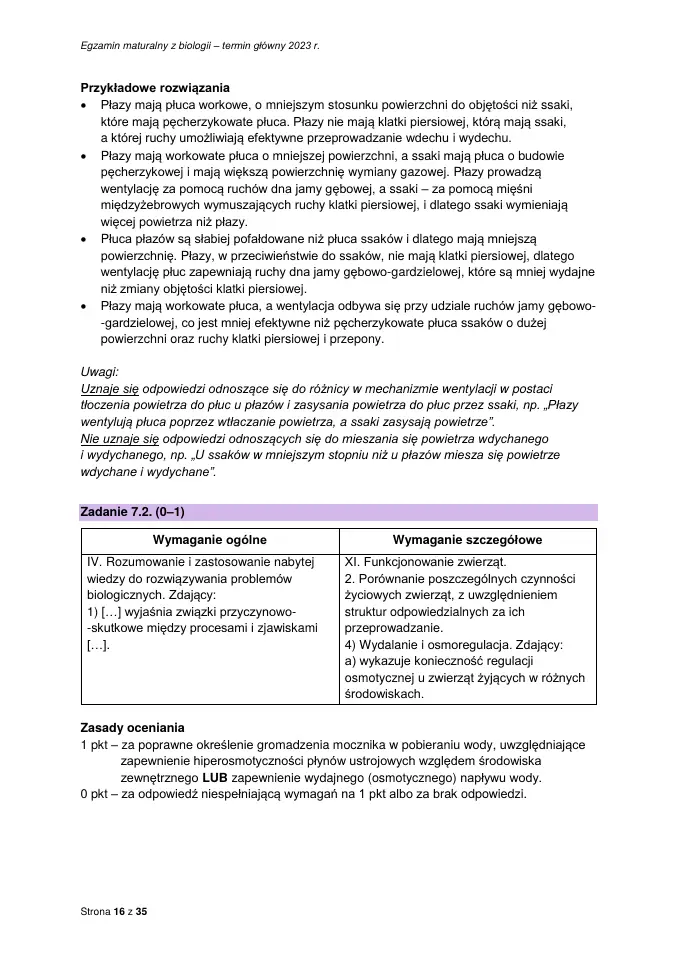 Egzamin maturalny z biologii – termin główny 2023 r.
Przykładowe rozwiązania
• Płazy mają płuca workowe, o mniejszym stosunku powierzchni do objętości niż ssaki,
które mają pęcherzykowate płuca. Płazy nie mają klatki piersiowej, którą mają ssaki,
a której ruchy umożliwiają efektywne przeprowadzanie wdechu i wydechu.
• Płazy mają workowate płuca o mniejszej powierzchni, a ssaki mają płuca o budowie
pęcherzykowej i mają większą powierzchnię wymiany gazowej. Płazy prowadzą
wentylację za pomocą ruchów dna jamy gębowej, a ssaki – za pomocą mięśni
międzyżebrowych wymuszających ruchy klatki piersiowej, i dlatego ssaki wymieniają
więcej powietrza niż płazy.
• Płuca płazów są słabiej pofałdowane niż płuca ssaków i dlatego mają mniejszą
powierzchnię. Płazy, w przeciwieństwie do ssaków, nie mają klatki piersiowej, dlatego
wentylację płuc zapewniają ruchy dna jamy gębowo-gardzielowej, które są mniej wydajne
niż zmiany objętości klatki piersiowej.
• Płazy mają workowate płuca, a wentylacja odbywa się przy udziale ruchów jamy gębowo-
-gardzielowej, co jest mniej efektywne niż pęcherzykowate płuca ssaków o dużej
powierzchni oraz ruchy klatki piersiowej i przepony.
Uwagi:
Uznaje się odpowiedzi odnoszące się do różnicy w mechanizmie wentylacji w postaci
tłoczenia powietrza do płuc u płazów i zasysania powietrza do płuc przez ssaki, np. „Płazy
wentylują płuca poprzez wtłaczanie powietrza, a ssaki zasysają powietrze”.
Nie uznaje się odpowiedzi odnoszących się do mieszania się powietrza wdychanego
i wydychanego, np. „U ssaków w mniejszym stopniu niż u płazów miesza się powietrze
wdychane i wydychane”.
Zadanie 7.2. (0–1)
Wymaganie ogólne
IV. Rozumowanie i zastosowanie nabytej
wiedzy do rozwiązywania problemów
biologicznych. Zdający:
1) […] wyjaśnia związki przyczynowo-
-skutkowe między procesami i zjawiskami
[…].
Wymaganie szczegółowe
XI. Funkcjonowanie zwierząt.
2. Porównanie poszczególnych czynności
życiowych zwierząt, z uwzględnieniem
struktur odpowiedzialnych za ich
przeprowadzanie.
4) Wydalanie i osmoregulacja. Zdający:
a) wykazuje konieczność regulacji
osmotycznej u zwierząt żyjących w różnych
środowiskach.
Zasady oceniania
1 pkt – za poprawne określenie gromadzenia mocznika w pobieraniu wody, uwzględniające
zapewnienie hiperosmotyczności płynów ustrojowych względem środowiska
zewnętrznego LUB zapewnienie wydajnego (osmotycznego) napływu wody.
0 pkt – za odpowiedź niespełniającą wymagań na 1 pkt albo za brak odpowiedzi.
Strona 16 z 35